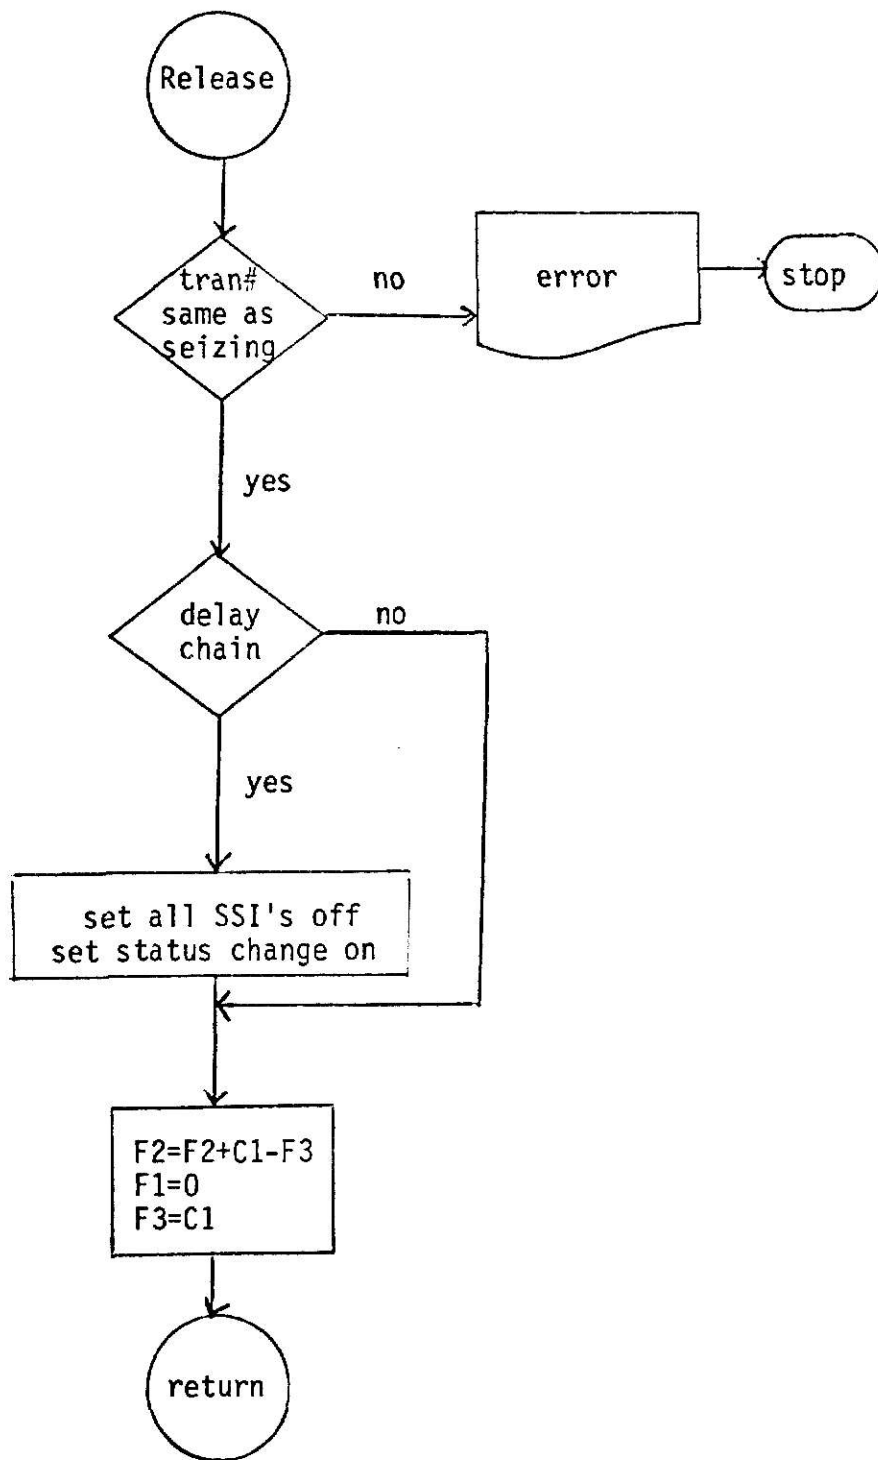 Release
tran#
same as
seizing
no
error
stop
yes
delay
chain
no
yes
set all SSI's off
set status change on
F2=F2+C1-F3
F1=0
F3=C1
return